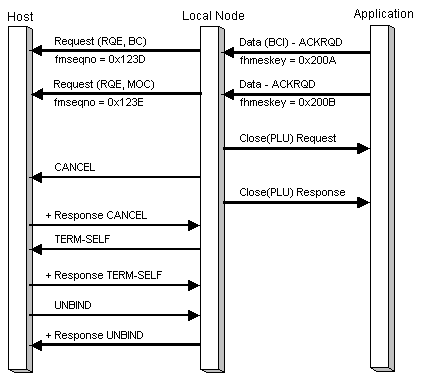 Host Local Node Application
Request (RQE, BC) Data (BCI) - ACKRQD
fmseqno = 0x123D fhmeskey = 0x200A
Request (RQE, MOC) Data - ACKRQD
fmseqno = 0x123E fhmeskey = 0x200B
Close(PLU) Request
CANCEL
Close(PLU) Response
+ Response CANCEL
TERM-SELF
+ Response TERM-SELF
UNBIND
+ Response UNBIND